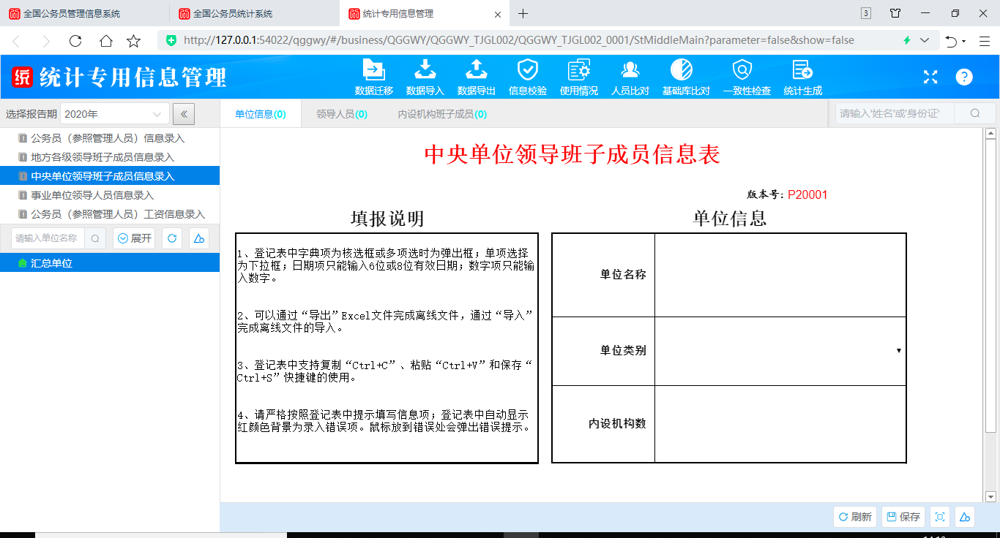 全国公务员管理信息系统
全国公务员统计系统
统计专用信息管理
3
http://127.0.0.1:54022/qggwy/#/business/QGGWY/QGGWY_TJGL002/QGGWY_TJGL002_0001/StMiddleMain?parameter=false&show=false
统 统计专用信息管理
数据迁移 数据导入 数据导出 信息校验 使用情况 人员比对 基础库比对 一致性检查 统计生成
选择报告期 2020年
单位信息(0) 领导人员(0) 内设机构班子成员(0)
请输入'姓名'或'身份证'
公务员（参照管理人员）信息录入
地方各级领导班子成员信息录入
中央单位领导班子成员信息录入
事业单位领导人员信息录入
公务员（参照管理人员）工资信息录入
请输入单位名称 展开
汇总单位
中央单位领导班子成员信息表
版本号：P20001
填报说明
1、登记表中字典项为核选框或多项选时为弹出框；单项选择
为下拉框；日期项只能输入6位或8位有效日期；数字项只能输
入数字。
2、可以通过“导出”Excel文件完成离线文件，通过“导入”
完成离线文件的导入。
3、登记表中支持复制“Ctrl+C”、粘贴“Ctrl+V”和保存“
Ctrl+S”快捷键的使用。
4、请严格按照登记表中提示填写信息项；登记表中自动显示
红颜色背景为录入错误项。鼠标放到错误处会弹出错误提示。
单位信息
单位名称
单位类别
内设机构数
刷新 保存